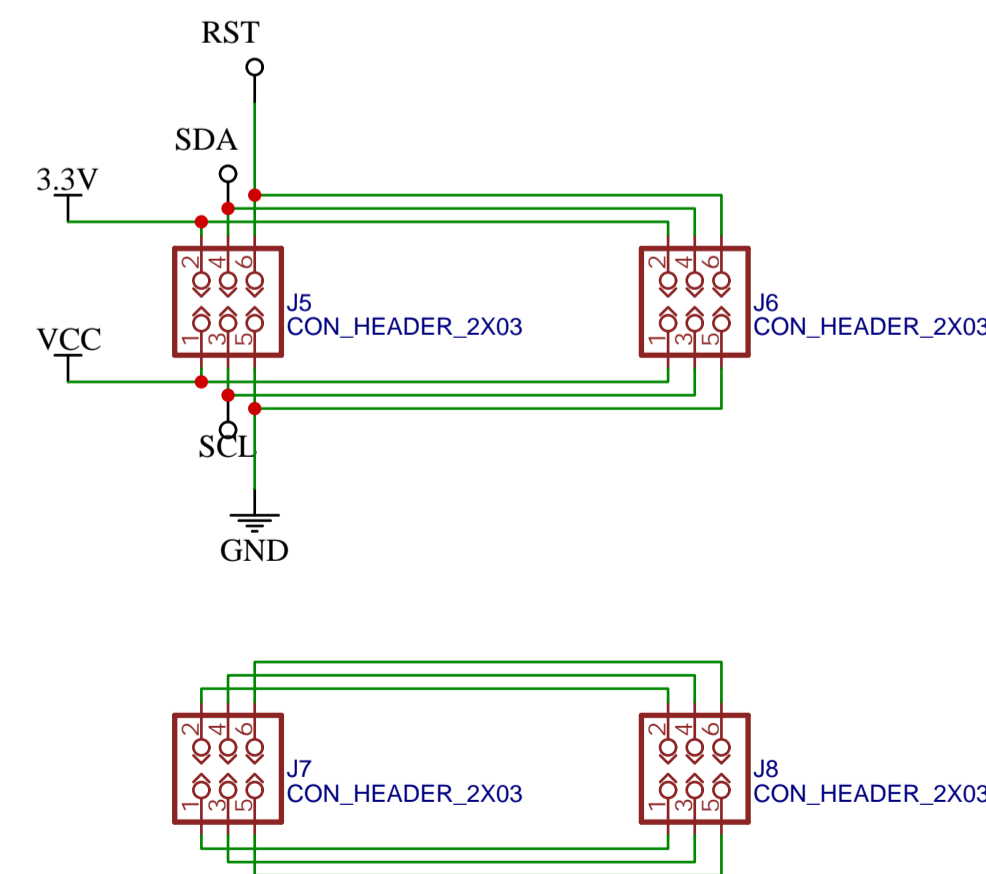 RST
SDA
3.3V
2 4 6
2 4 6
J5
CON_HEADER_2X03
J6
CON_HEADER_2X03
1 3 5
1 3 5
VCC
SCL
GND
2 4 6
2 4 6
J7
CON_HEADER_2X03
J8
CON_HEADER_2X03
1 3 5
1 3 5